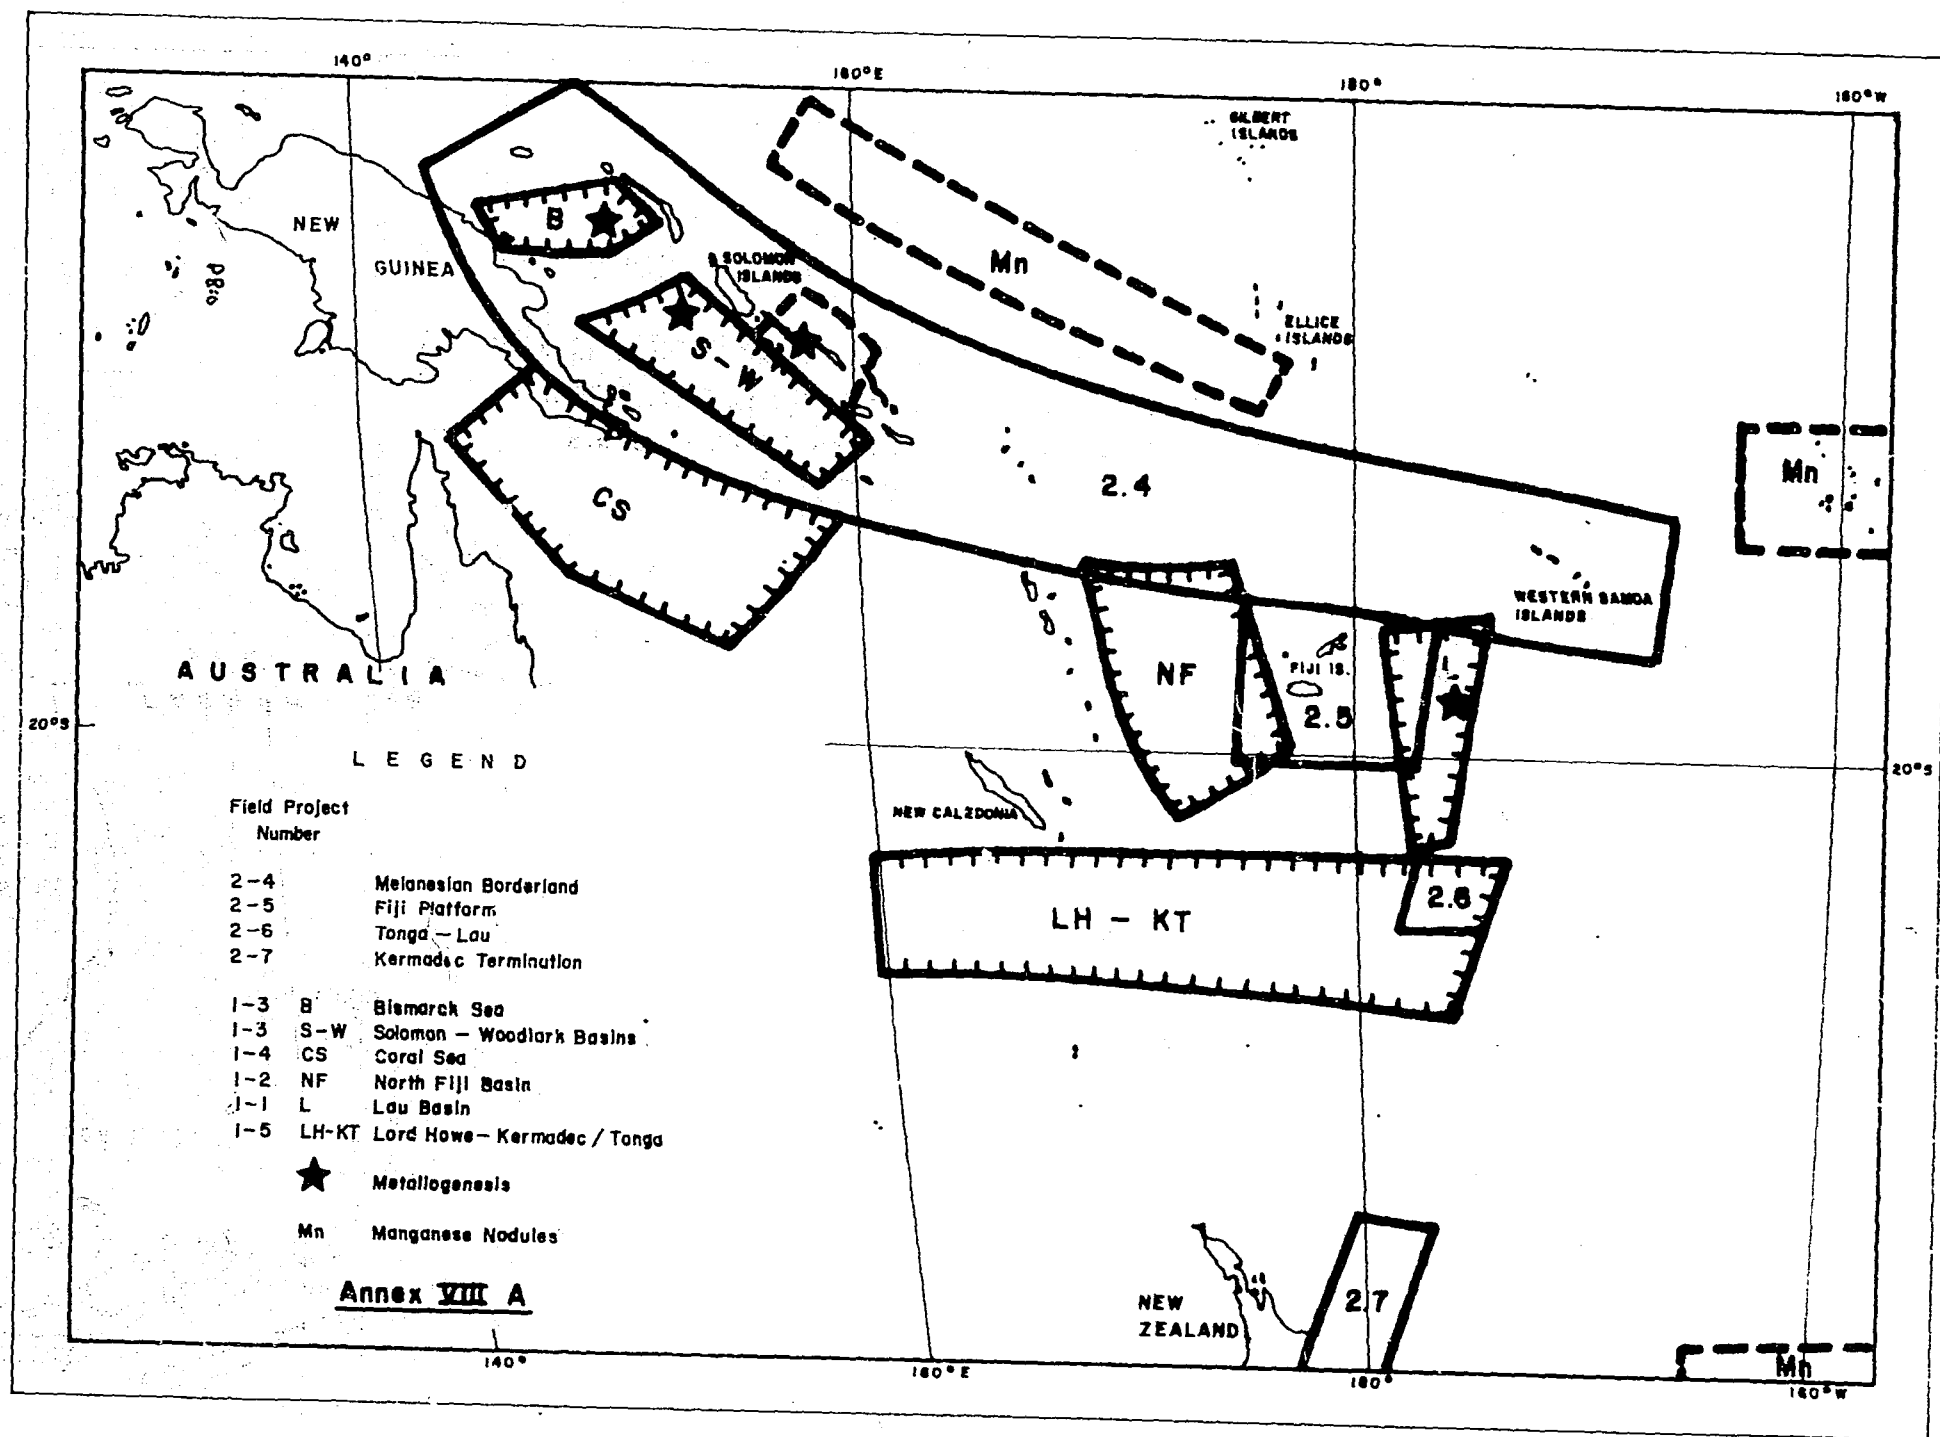 140°
160°E
180°
160°W
GILBERT
ISLANDS
NEW
GUINEA
B
SOLOMON
ISLANDS
Mn
ELLICE
ISLANDS
S-W
CS
2.4
Mn
WESTERN SAMOA
ISLANDS
AUSTRALIA
NF
FIJI IS.
2.5
L
20°S
20°S
NEW CALZDONIA
LH - KT
2.6
LEGEND
Field Project
Number
2-4 Melanesian Borderland
2-5 Fiji Platform
2-6 Tonga - Lau
2-7 Kermadec Termination
1-3 B Bismarck Sea
1-3 S-W Solomon - Woodlark Basins
1-4 CS Coral Sea
1-2 NF North Fiji Basin
1-1 L Lau Basin
1-5 LH-KT Lord Howe - Kermadec / Tonga
Metallogenesis
Mn Manganese Nodules
Annex VIII A
NEW
ZEALAND
2.7
Mn
140°
160°E
180°
160°W